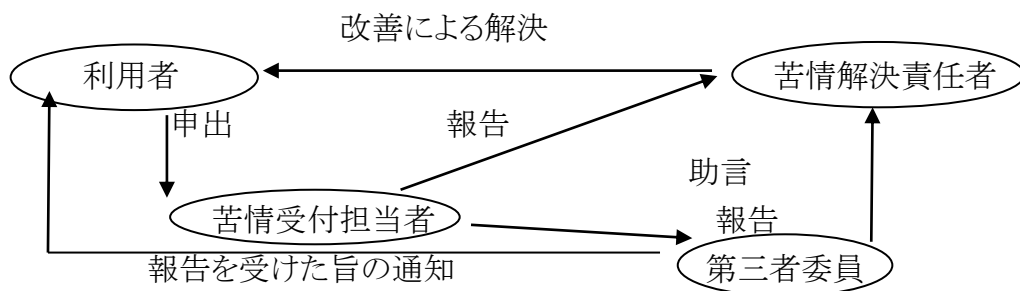 改善による解決
利用者
苦情解決責任者
申出
報告
助言
苦情受付担当者
報告
報告を受けた旨の通知
第三者委員